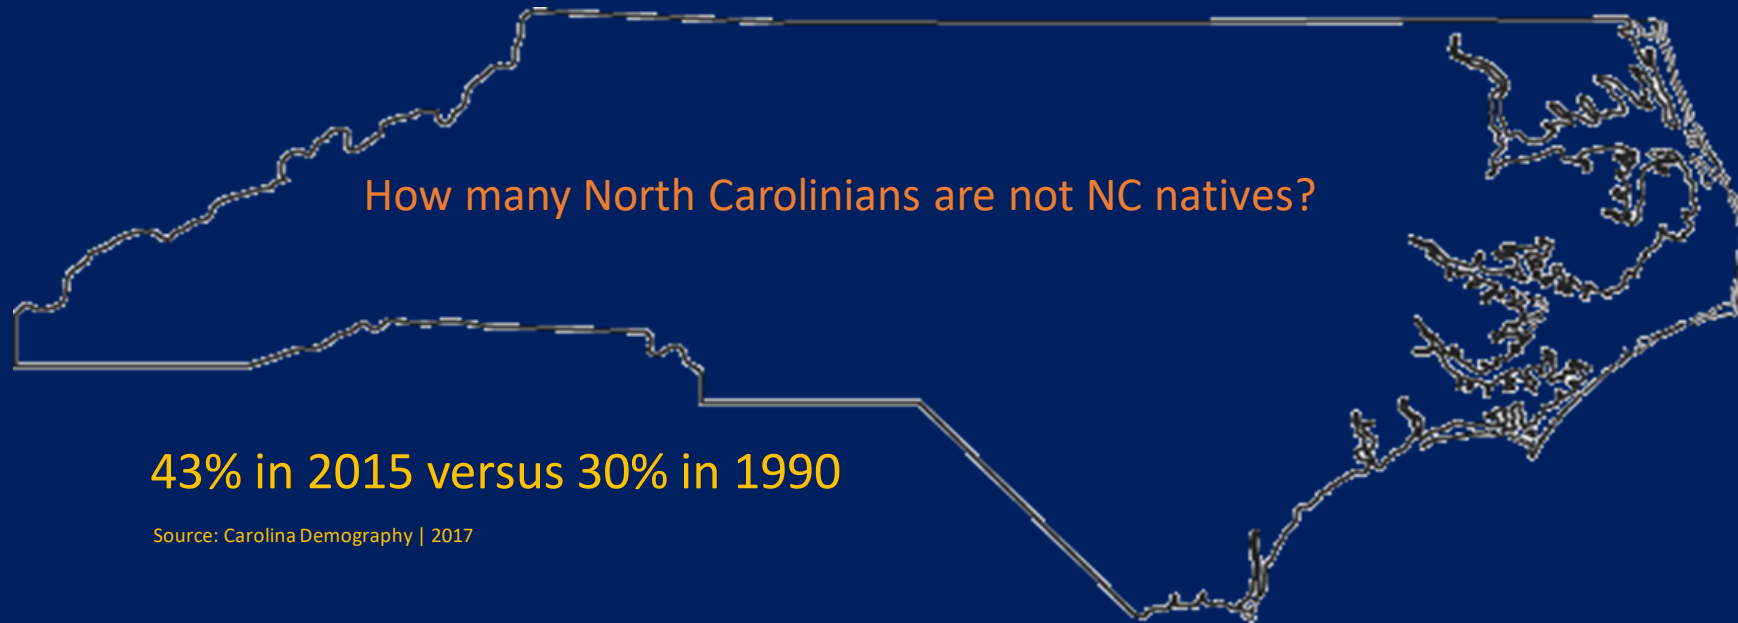 How many North Carolinians are not NC natives?
43% in 2015 versus 30% in 1990
Source: Carolina Demography | 2017